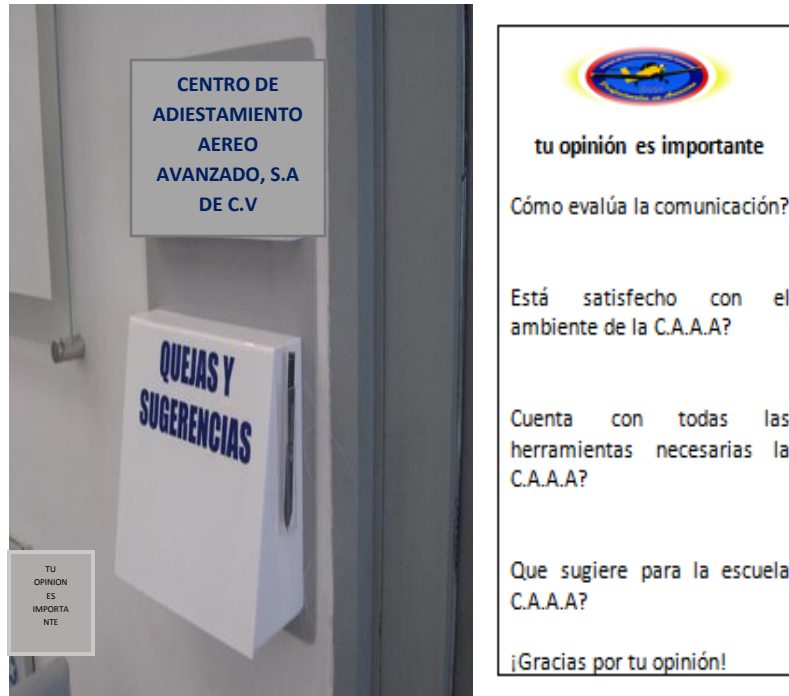 CENTRO DE
ADIESTAMIENTO
AEREO
AVANZADO, S.A
DE C.V
QUEJAS Y
SUGERENCIAS
TU
OPINION
ES
IMPORTA
NTE
tu opinión es importante
Cómo evalúa la comunicación?
Está satisfecho con el
ambiente de la C.A.A.A?
Cuenta con todas las
herramientas necesarias la
C.A.A.A?
Que sugiere para la escuela
C.A.A.A?
¡Gracias por tu opinión!